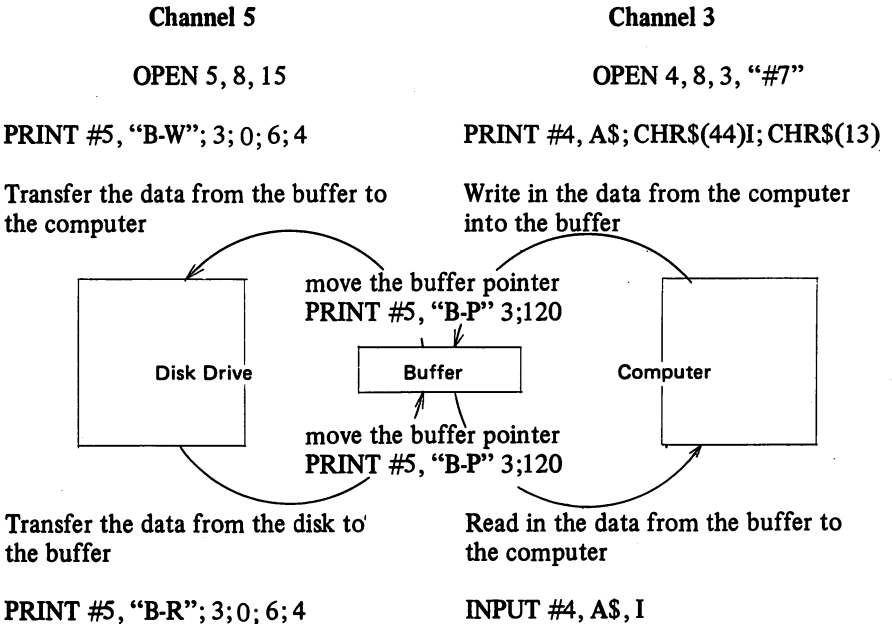 Channel 5
Channel 3
OPEN 5, 8, 15
OPEN 4, 8, 3, “#7”
PRINT #5, “B-W”; 3; 0; 6; 4
PRINT #4, A$; CHR$(44)I; CHR$(13)
Transfer the data from the buffer to
the computer
Write in the data from the computer
into the buffer
move the buffer pointer
PRINT #5, “B-P” 3;120
Disk Drive
Buffer
Computer
move the buffer pointer
PRINT #5, “B-P” 3;120
Transfer the data from the disk to
the buffer
Read in the data from the buffer to
the computer
PRINT #5, “B-R”; 3; 0; 6; 4
INPUT #4, A$, I